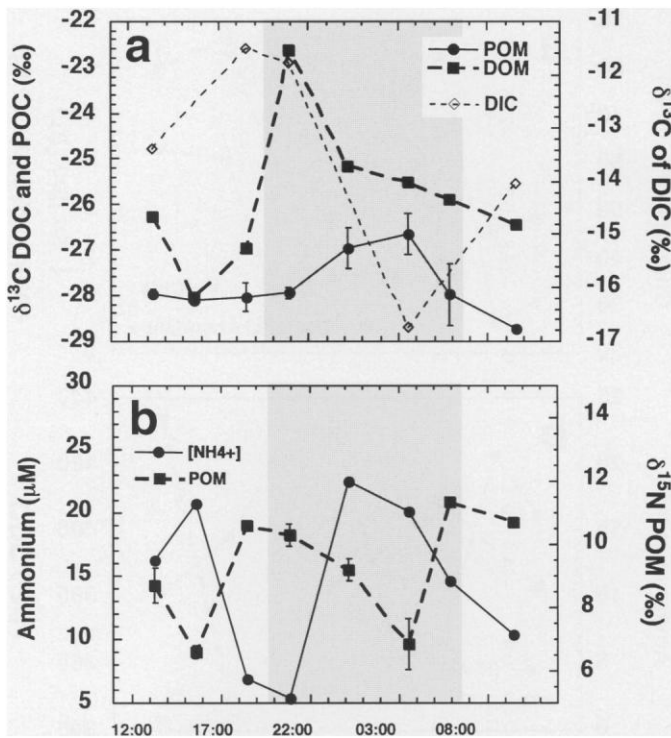 a
-22
-23
-24
-25
-26
-27
-28
-29
δ13C DOC and POC (‰)
POM
DOM
DIC
-11
-12
-13
-14
-15
-16
-17
δ13C of DIC (‰)
b
30
25
20
15
10
5
Ammonium (μM)
[NH4+]
POM
14
12
10
8
6
δ15N POM (‰)
12:00 17:00 22:00 03:00 08:00